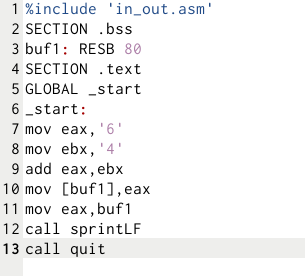 1 %include 'in_out.asm'
2 SECTION .bss
3 buf1: RESB 80
4 SECTION .text
5 GLOBAL _start
6 _start:
7 mov eax,'6'
8 mov ebx,'4'
9 add eax,ebx
10 mov [buf1],eax
11 mov eax,buf1
12 call sprintLF
13 call quit